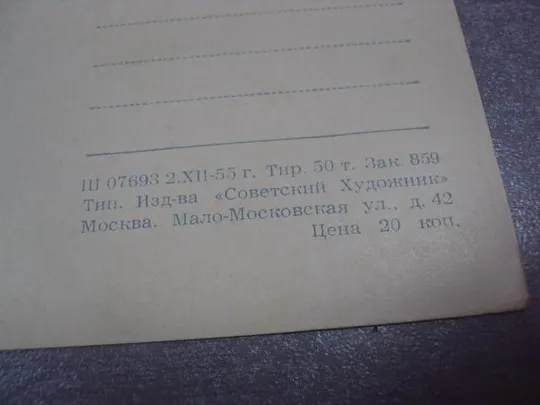 Ш 07693 2.XII-55 г. Тир. 50 т. Зак. 859
Тип. Изд-ва «Советский Художник»
Москва. Мало-Московская ул., д. 42
Цена 20 коп.